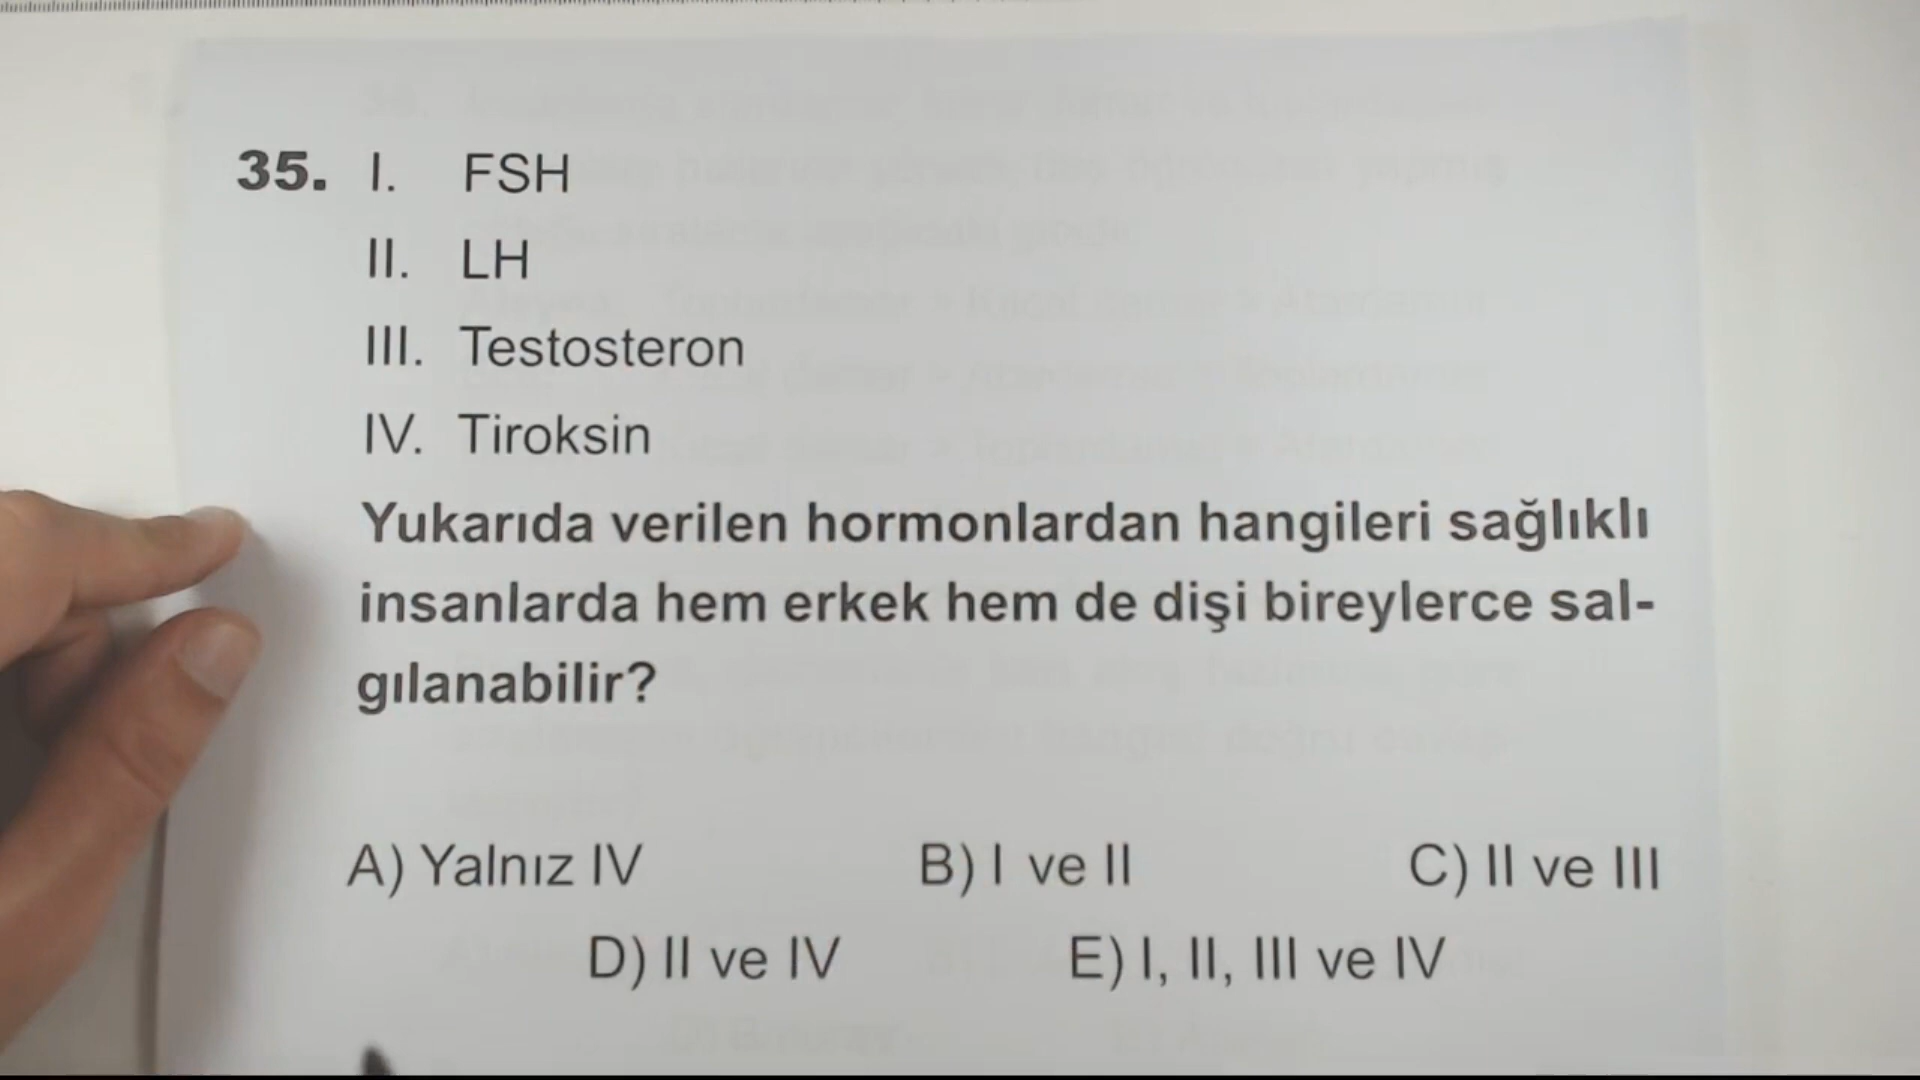 35. I. FSH
II. LH
III. Testosteron
IV. Tiroksin
Yukarıda verilen hormonlardan hangileri sağlıklı
insanlarda hem erkek hem de dişi bireylerce sal-
gılanabilir?
A) Yalnız IV B) I ve II C) II ve III
D) II ve IV E) I, II, III ve IV